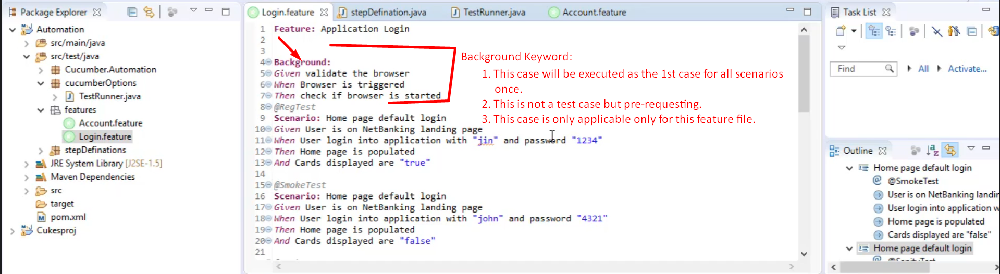 Package Explorer
Automation
src/main/java
src/test/java
Cucumber.Automation
cucumberOptions
TestRunner.java
features
Account.feature
Login.feature
stepDefinations
JRE System Library [J2SE-1.5]
Maven Dependencies
src
target
pom.xml
Cukesproj
Login.feature stepDefination.java TestRunner.java Account.feature
1 Feature: Application Login
2
3
4 Background:
5 Given validate the browser
6 When Browser is triggered
7 Then check if browser is started
8 @RegTest
9 Scenario: Home page default login
10 Given User is on NetBanking landing page
11 When User login into application with "jin" and password "1234"
12 Then Home page is populated
13 And Cards displayed are "true"
14
15 @SmokeTest
16 Scenario: Home page default login
17 Given User is on NetBanking landing page
18 When User login into application with "john" and password "4321"
19 Then Home page is populated
20 And Cards displayed are "false"
21
Background Keyword:
1. This case will be executed as the 1st case for all scenarios
once.
2. This is not a test case but pre-requesting.
3. This case is only applicable only for this feature file.
Task List
Find All Activate...
Outline
Home page default login
@SmokeTest
User is on NetBanking landin
User login into application w
Home page is populated
Cards displayed are "false"
Home page default login